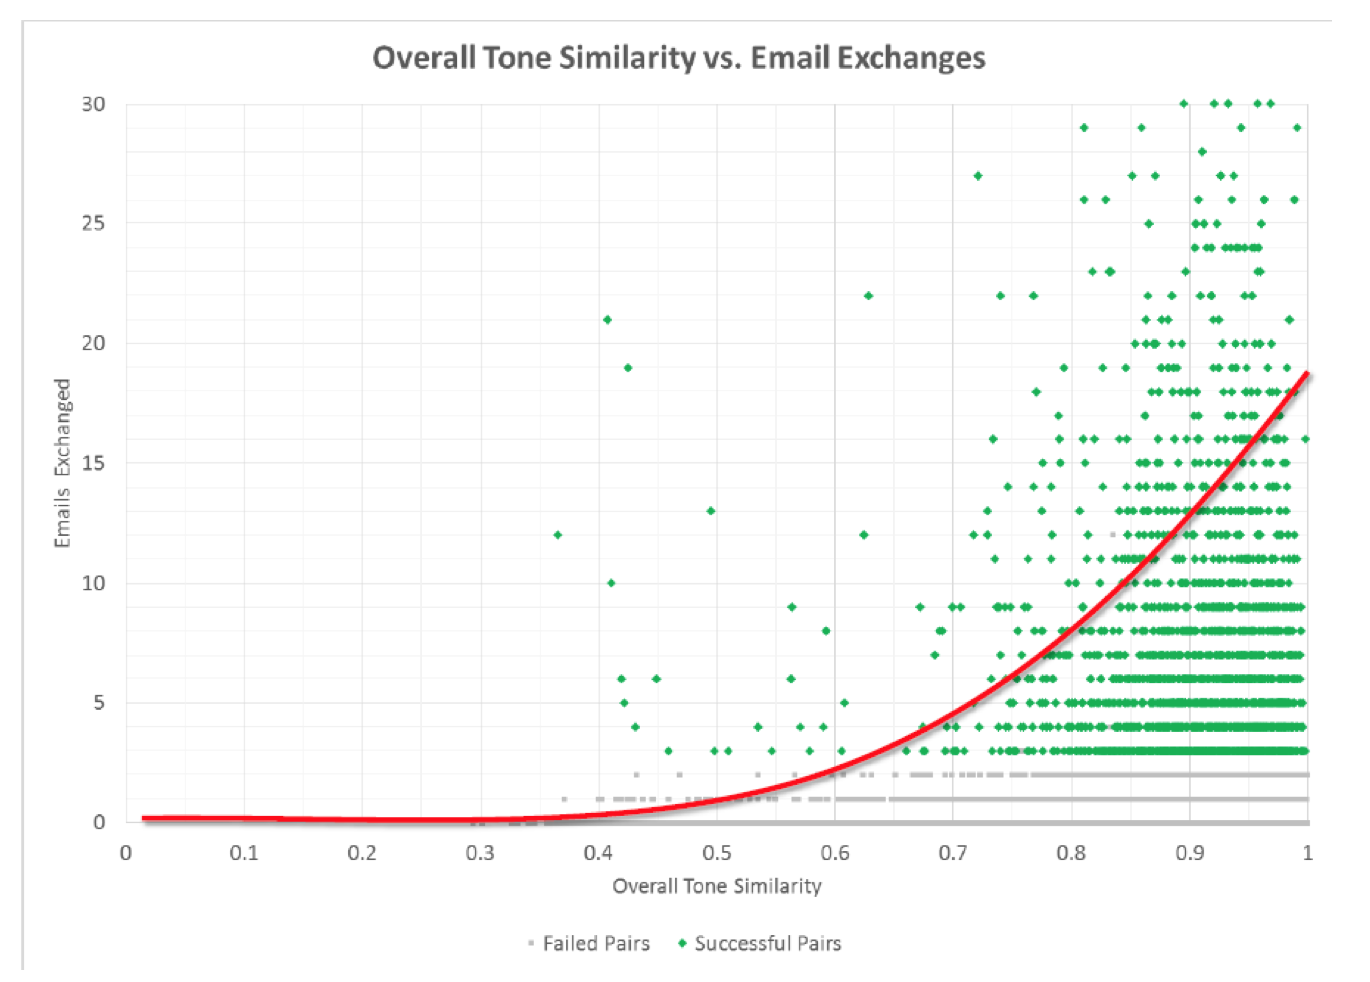 Overall Tone Similarity vs. Email Exchanges
30
25
20
15
10
5
0
Emails Exchanged
0 0.1 0.2 0.3 0.4 0.5 0.6 0.7 0.8 0.9 1
Overall Tone Similarity
Failed Pairs Successful Pairs